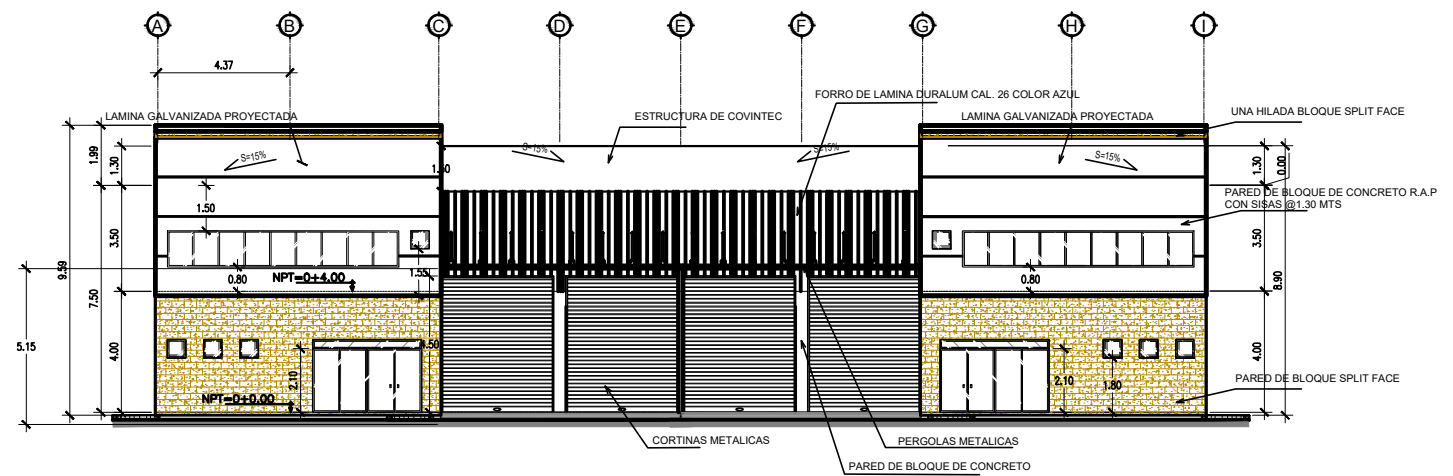 A B C D E F G H I
4.37
FORRO DE LAMINA DURALUM CAL. 26 COLOR AZUL
LAMINA GALVANIZADA PROYECTADA
ESTRUCTURA DE COVINTEC
LAMINA GALVANIZADA PROYECTADA
UNA HILADA BLOQUE SPLIT FACE
S=15%
S=15%
S=15%
S=15%
1.99
1.30
1.30
0.00
PARED DE BLOQUE DE CONCRETO R.A.P
CON SISAS @1.30 MTS
1.50
3.50
3.50
9.59
7.50
8.90
0.80
NPT=0+4.00
1.55
0.80
5.15
4.00
2.10
2.10
1.80
4.00
PARED DE BLOQUE SPLIT FACE
NPT=0+0.00
CORTINAS METALICAS
PERGOLAS METALICAS
PARED DE BLOQUE DE CONCRETO